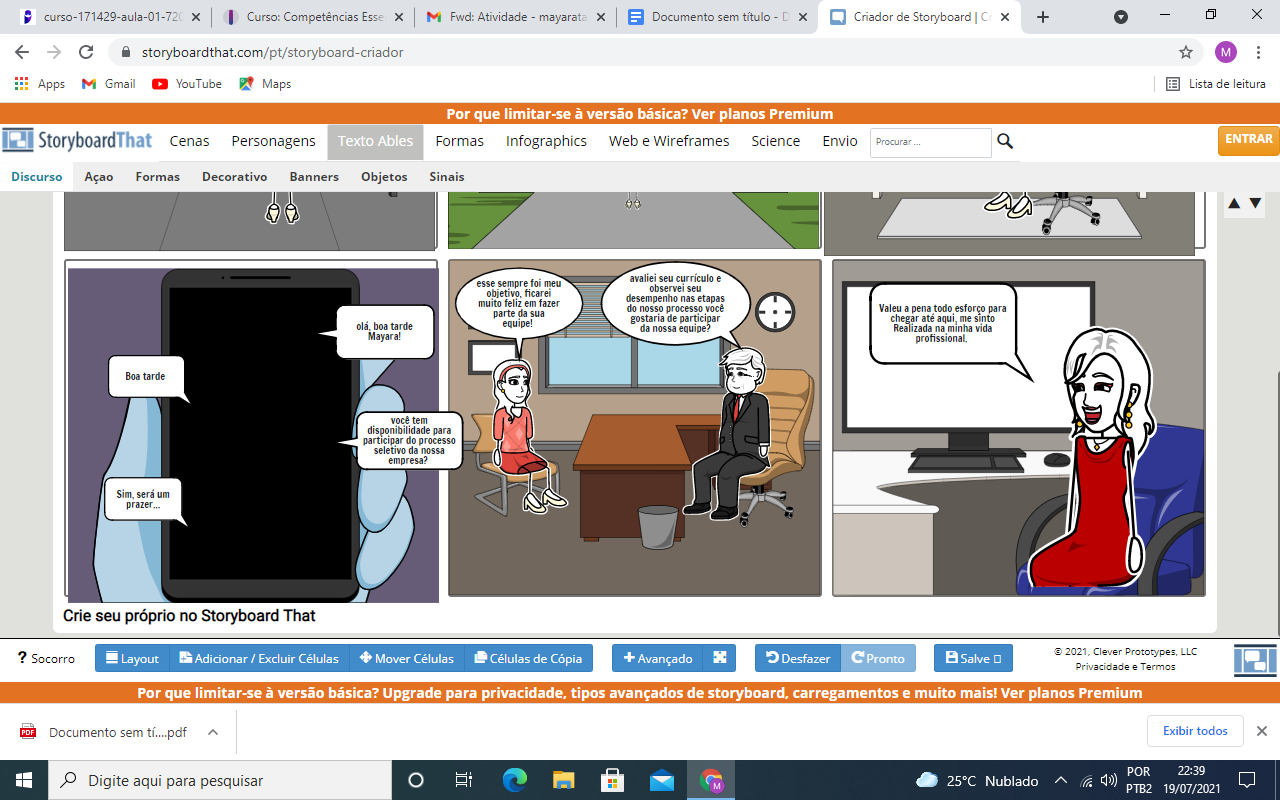 curso-171429-aula-01-720
Curso: Competências Esse
Fwd: Atividade - mayarata
Documento sem título - D
Criador de Storyboard | Cr
storyboardthat.com/pt/storyboard-criador
M
Apps
Gmail
YouTube
Maps
Lista de leitura
Por que limitar-se à versão básica? Ver planos Premium
StoryboardThat
Cenas
Personagens
Texto Ables
Formas
Infographics
Web e Wireframes
Science
Envio
Procurar ...
ENTRAR
Discurso
Açao
Formas
Decorativo
Banners
Objetos
Sinais
olá, boa tarde
Mayara!
Boa tarde
você tem
disponibilidade para
participar do processo
seletivo da nossa
empresa?
Sim, será um
prazer...
esse sempre foi meu
objetivo, ficarei
muito feliz em fazer
parte da sua
equipe!
avaliei seu currículo e
observei seu
desempenho nas etapas
do nosso processo você
gostaria de participar
da nossa equipe?
Valeu a pena todo esforço para
chegar até aqui, me sinto
Realizada na minha vida
profissional.
Crie seu próprio no Storyboard That
? Socorro
Layout
Adicionar / Excluir Células
Mover Células
Células de Cópia
Avançado
Desfazer
Pronto
Salve
© 2021, Clever Prototypes, LLC
Privacidade e Termos
Por que limitar-se à versão básica? Upgrade para privacidade, tipos avançados de storyboard, carregamentos e muito mais! Ver planos Premium
PDF
Documento sem tí....pdf
Exibir todos
Digite aqui para pesquisar
M
25°C Nublado
POR
PTB2
22:39
19/07/2021